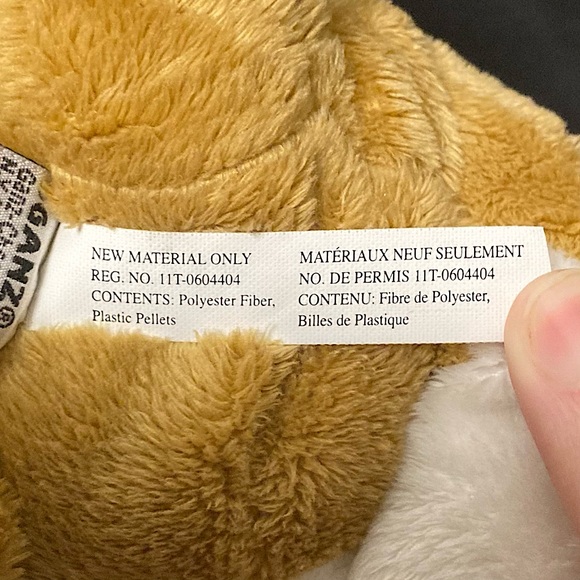 GANZ®
NEW MATERIAL ONLY
REG. NO. 11T-0604404
CONTENTS: Polyester Fiber,
Plastic Pellets
MATÉRIAUX NEUF SEULEMENT
NO. DE PERMIS 11T-0604404
CONTENU: Fibre de Polyester,
Billes de Plastique